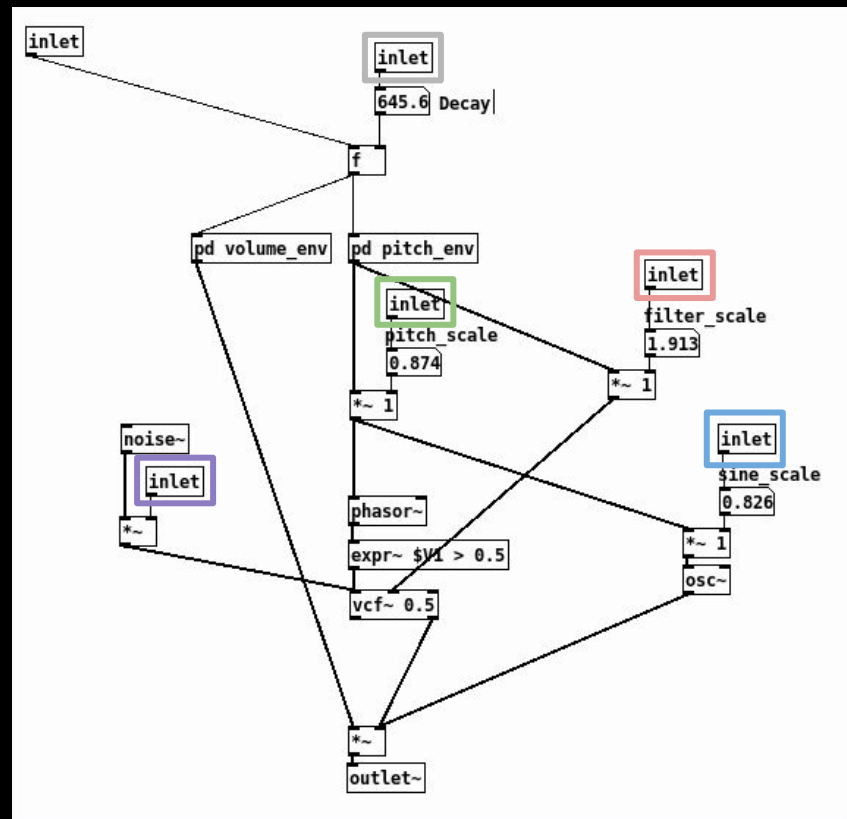 inlet
inlet
645.6 Decay
f
pd volume_env
pd pitch_env
inlet
inlet
filter_scale
pitch_scale
1.913
0.874
*~ 1
*~ 1
noise~
inlet
inlet
sine_scale
0.826
phasor~
*~
*~ 1
expr~ $V1 > 0.5
osc~
vcf~ 0.5
*~
outlet~